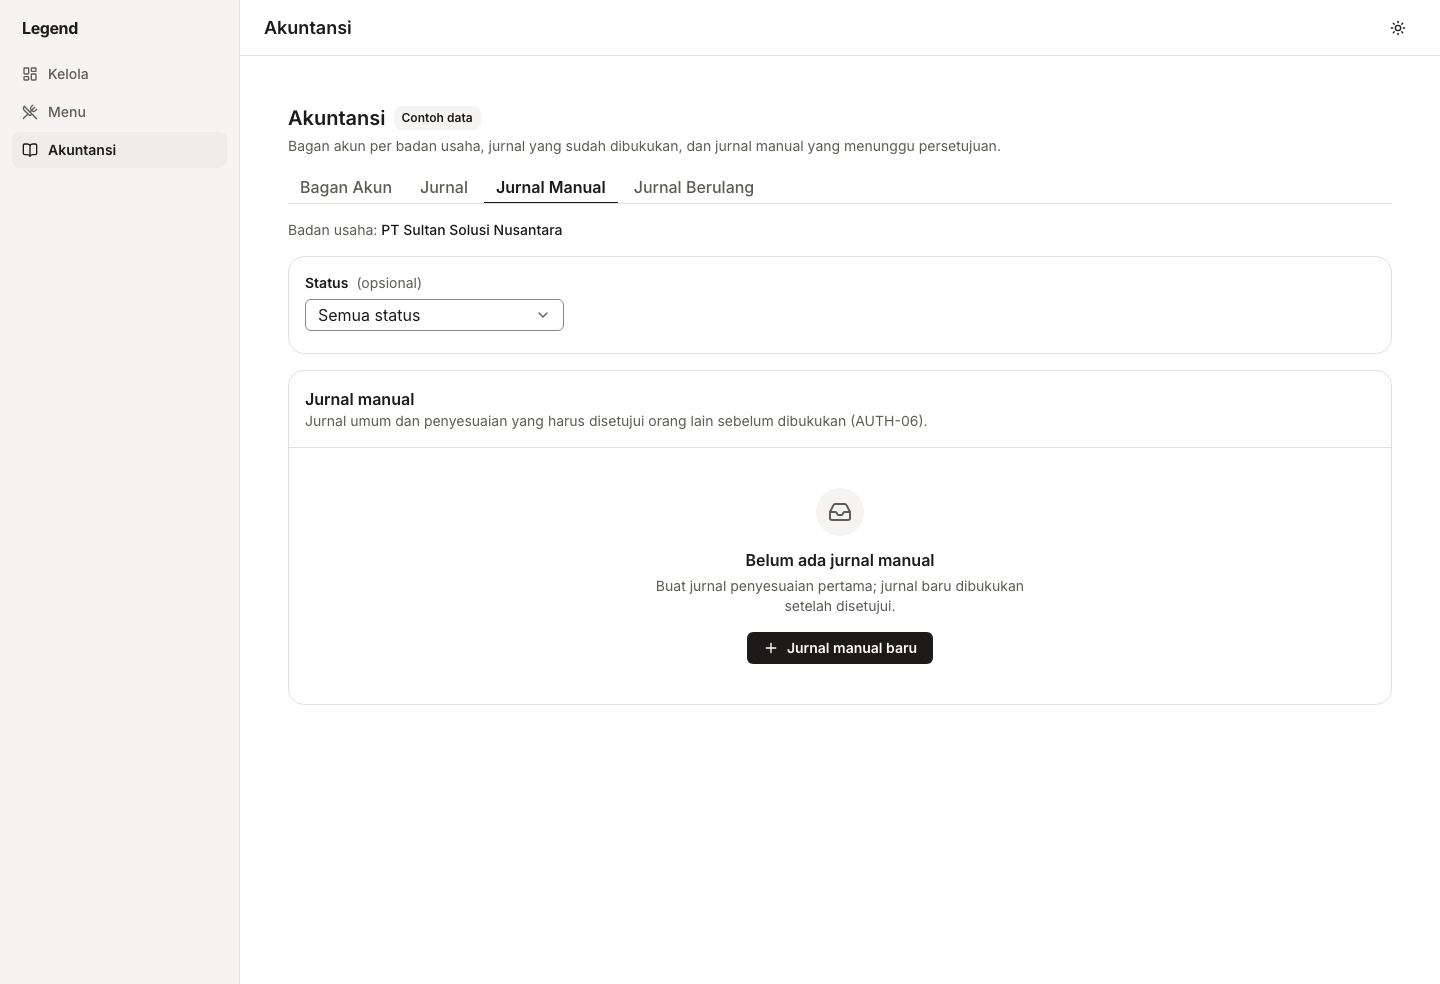 Legend
Kelola
Menu
Akuntansi
Akuntansi
Akuntansi Contoh data
Bagan akun per badan usaha, jurnal yang sudah dibukukan, dan jurnal manual yang menunggu persetujuan.
Bagan Akun Jurnal Jurnal Manual Jurnal Berulang
Badan usaha: PT Sultan Solusi Nusantara
Status (opsional)
Semua status
Jurnal manual
Jurnal umum dan penyesuaian yang harus disetujui orang lain sebelum dibukukan (AUTH-06).
Belum ada jurnal manual
Buat jurnal penyesuaian pertama; jurnal baru dibukukan
setelah disetujui.
Jurnal manual baru